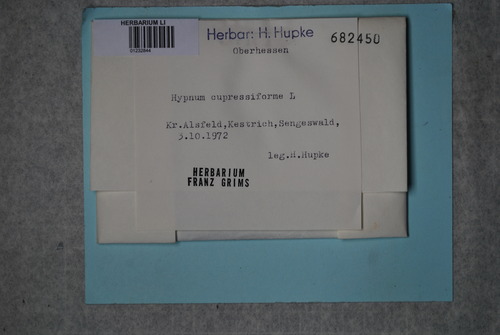 HERBARIUM LI
01232944
Herbar: H. Hupke
682450
Oberhessen
Hypnum cupressiforme L
Kr.Alsfeld,Kestrich,Sengeswald,
3.10.1972
leg.H.Hupke
HERBARIUM
FRANZ GRIMS